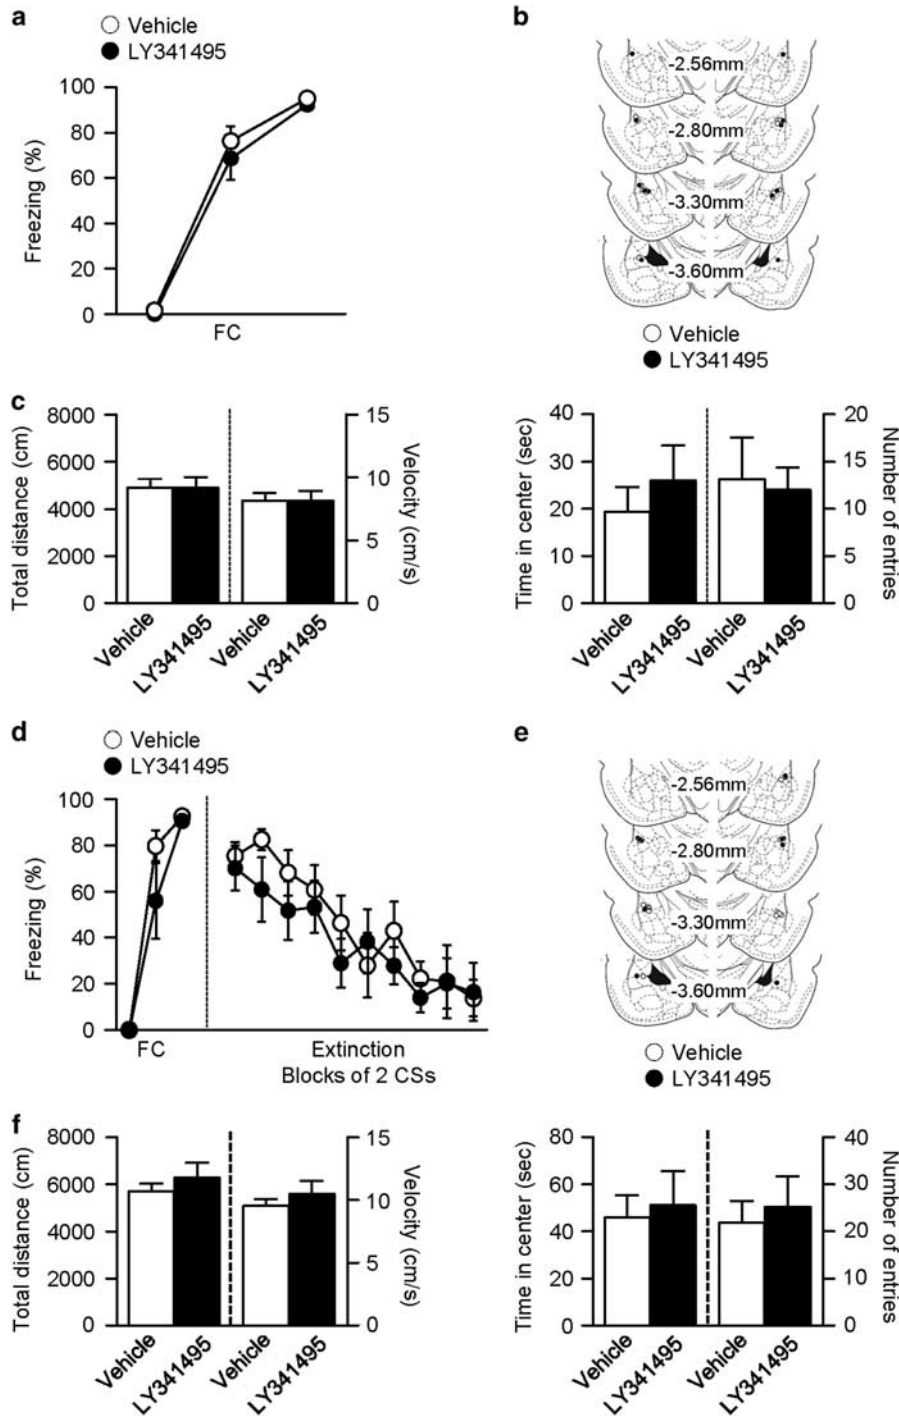 a
Vehicle
LY341495
100
80
60
40
20
0
Freezing (%)
FC
b
-2.56mm
-2.80mm
-3.30mm
-3.60mm
Vehicle
LY341495
c
8000
6000
4000
2000
0
Total distance (cm)
15
10
5
0
Velocity (cm/s)
Vehicle
LY341495
Vehicle
LY341495
40
30
20
10
0
Time in center (sec)
20
15
10
5
0
Number of entries
Vehicle
LY341495
Vehicle
LY341495
d
Vehicle
LY341495
100
80
60
40
20
0
Freezing (%)
FC
Extinction
Blocks of 2 CSs
e
-2.56mm
-2.80mm
-3.30mm
-3.60mm
Vehicle
LY341495
f
8000
6000
4000
2000
0
Total distance (cm)
15
10
5
0
Velocity (cm/s)
Vehicle
LY341495
Vehicle
LY341495
80
60
40
20
0
Time in center (sec)
40
30
20
10
0
Number of entries
Vehicle
LY341495
Vehicle
LY341495